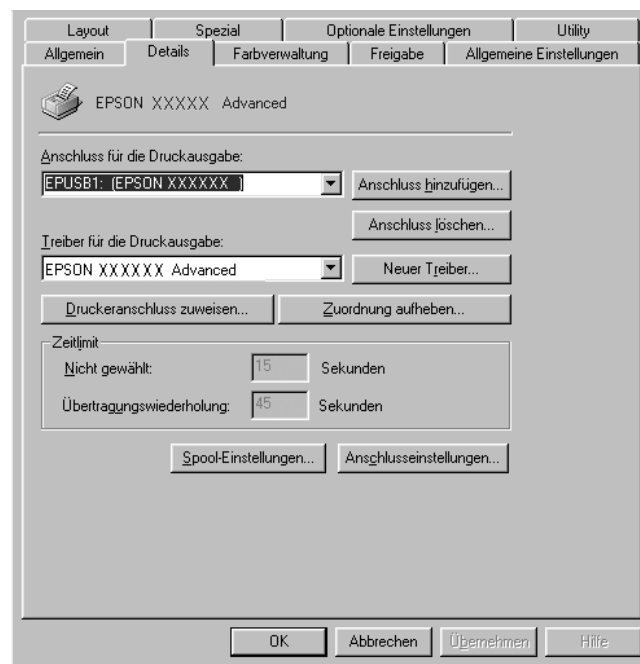 Layout Spezial Optionale Einstellungen Utility
Allgemein Details Farbverwaltung Freigabe Allgemeine Einstellungen
EPSON XXXXX Advanced
Anschluss für die Druckausgabe:
EPUSB1: (EPSON XXXXXX ) Anschluss hinzufügen...
Anschluss löschen...
Treiber für die Druckausgabe:
EPSON XXXXXX Advanced Neuer Treiber...
Druckeranschluss zuweisen... Zuordnung aufheben...
Zeitlimit
Nicht gewählt: 15 Sekunden
Übertragungswiederholung: 45 Sekunden
Spool-Einstellungen... Anschlusseinstellungen...
OK Abbrechen Übernehmen Hilfe